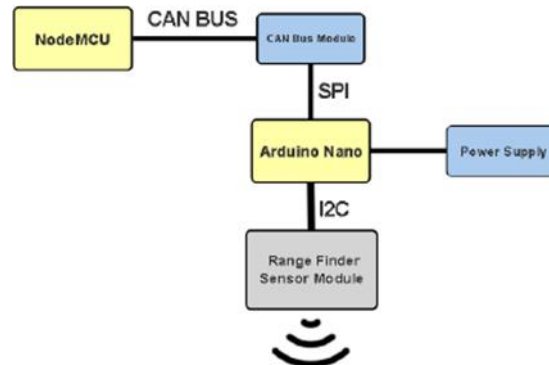 CAN BUS
NodeMCU
CAN Bus Module
SPI
Arduino Nano
Power Supply
I2C
Range Finder
Sensor Module